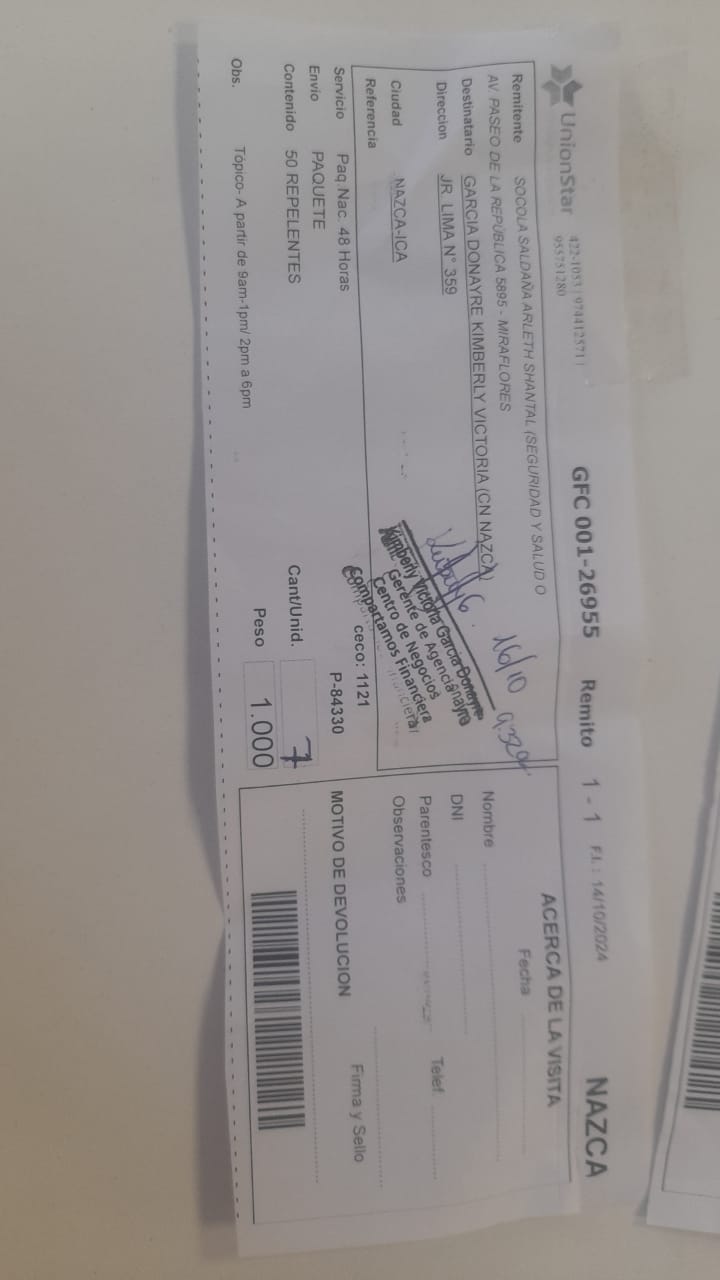 UnionStar
422-1053 | 974412571 |
955751280
GFC 001-26955 Remito 1 - 1 F.I. : 14/10/2024 NAZCA
Remitente SOCOLA SALDAÑA ARLETH SHANTAL (SEGURIDAD Y SALUD O
AV PASEO DE LA REPÚBLICA 5895 - MIRAFLORES
Destinatario GARCIA DONAYRE KIMBERLY VICTORIA (CN NAZCA)
Direccion JR. LIMA N° 359
Ciudad NAZCA-ICA
Referencia
16/10
Kimberly Victoria Garcia Donayre
Gerente de Agencia
Centro de Negocios
Compartamos Financiera
ceco: 1121
Servicio Paq.Nac. 48 Horas P-84330
Envio PAQUETE
Contenido 50 REPELENTES Cant/Unid. 7
Peso 1.000
Obs. Tópico- A partir de 9am-1pm/ 2pm a 6pm
ACERCA DE LA VISITA
Fecha
Nombre
DNI
Parentesco Telef.
Observaciones
MOTIVO DE DEVOLUCION Firma y Sello